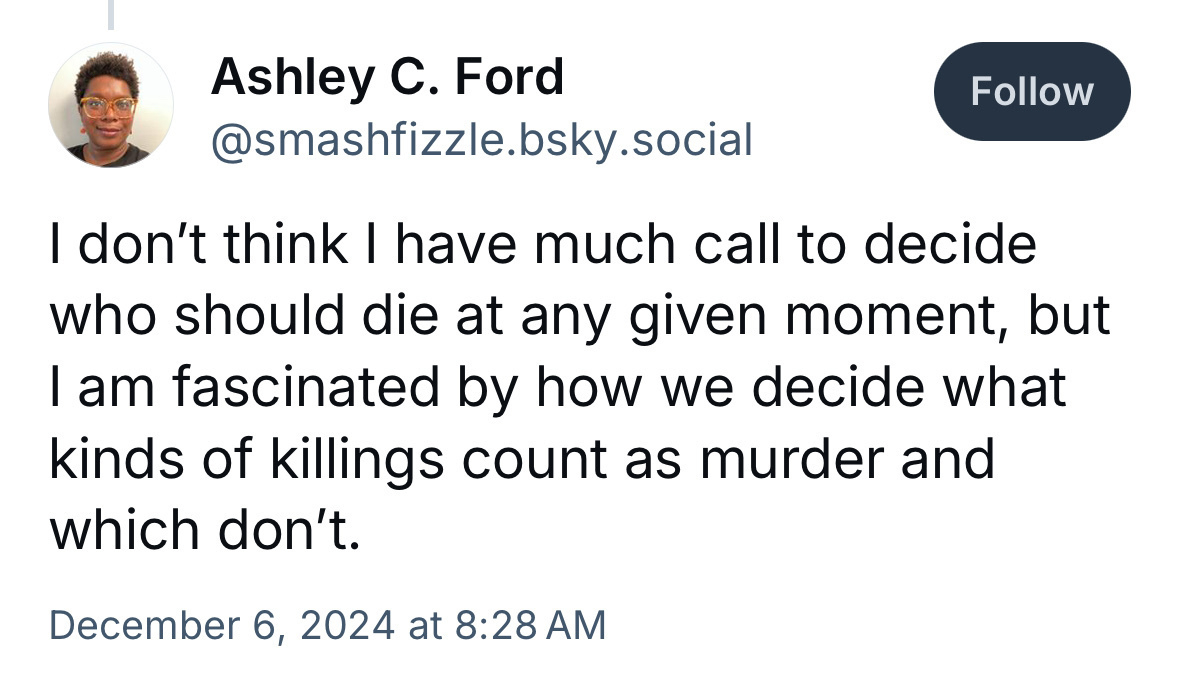 Ashley C. Ford
Follow
@smashfizzle.bsky.social
I don’t think I have much call to decide
who should die at any given moment, but
I am fascinated by how we decide what
kinds of killings count as murder and
which don’t.
December 6, 2024 at 8:28 AM